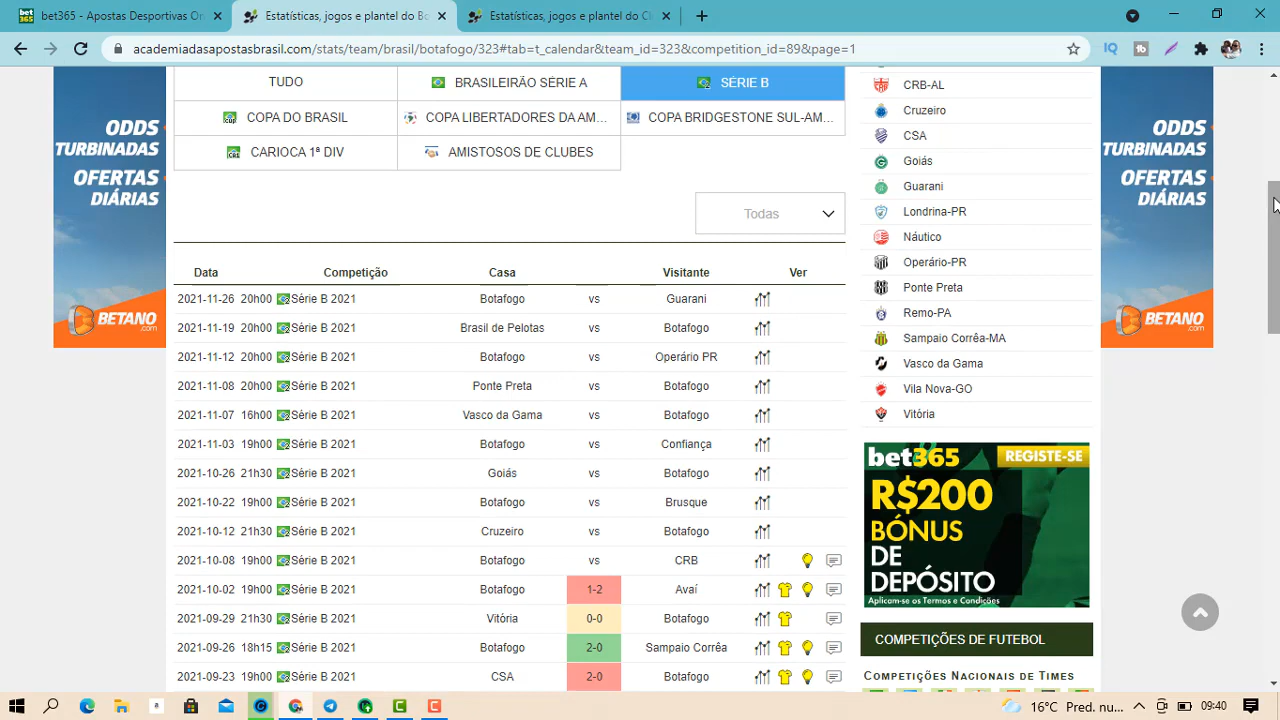 bet365 - Apostas Desportivas On
Estatísticas, jogos e plantel do Bo
Estatísticas, jogos e plantel do CR
academiadasapostasbrasil.com/stats/team/brasil/botafogo/323#tab=t_calendar&team_id=323&competition_id=89&page=1
ODDS TURBINADAS
OFERTAS DIÁRIAS
BETANO.com
TUDO
BRASILEIRÃO SÉRIE A
SÉRIE B
COPA DO BRASIL
COPA LIBERTADORES DA AM...
COPA BRIDGESTONE SUL-AM...
CARIOCA 1ª DIV
AMISTOSOS DE CLUBES
Todas
Data Competição Casa Visitante Ver
2021-11-26 20h00 Série B 2021 Botafogo vs Guarani
2021-11-19 20h00 Série B 2021 Brasil de Pelotas vs Botafogo
2021-11-12 20h00 Série B 2021 Botafogo vs Operário PR
2021-11-08 20h00 Série B 2021 Ponte Preta vs Botafogo
2021-11-07 16h00 Série B 2021 Vasco da Gama vs Botafogo
2021-11-03 19h00 Série B 2021 Botafogo vs Confiança
2021-10-26 21h30 Série B 2021 Goiás vs Botafogo
2021-10-22 19h00 Série B 2021 Botafogo vs Brusque
2021-10-12 21h30 Série B 2021 Cruzeiro vs Botafogo
2021-10-08 19h00 Série B 2021 Botafogo vs CRB
2021-10-02 19h00 Série B 2021 Botafogo 1-2 Avaí
2021-09-29 21h30 Série B 2021 Vitória 0-0 Botafogo
2021-09-26 18h15 Série B 2021 Botafogo 2-0 Sampaio Corrêa
2021-09-23 19h00 Série B 2021 CSA 2-0 Botafogo
CRB-AL
Cruzeiro
CSA
Goiás
Guarani
Londrina-PR
Náutico
Operário-PR
Ponte Preta
Remo-PA
Sampaio Corrêa-MA
Vasco da Gama
Vila Nova-GO
Vitória
bet365 REGISTE-SE
R$200
BÓNUS
DE
DEPÓSITO
Aplicam-se os Termos e Condições
COMPETIÇÕES DE FUTEBOL
Competições Nacionais de Times
ODDS TURBINADAS
OFERTAS DIÁRIAS
BETANO.com
16°C Pred. nu... 09:40